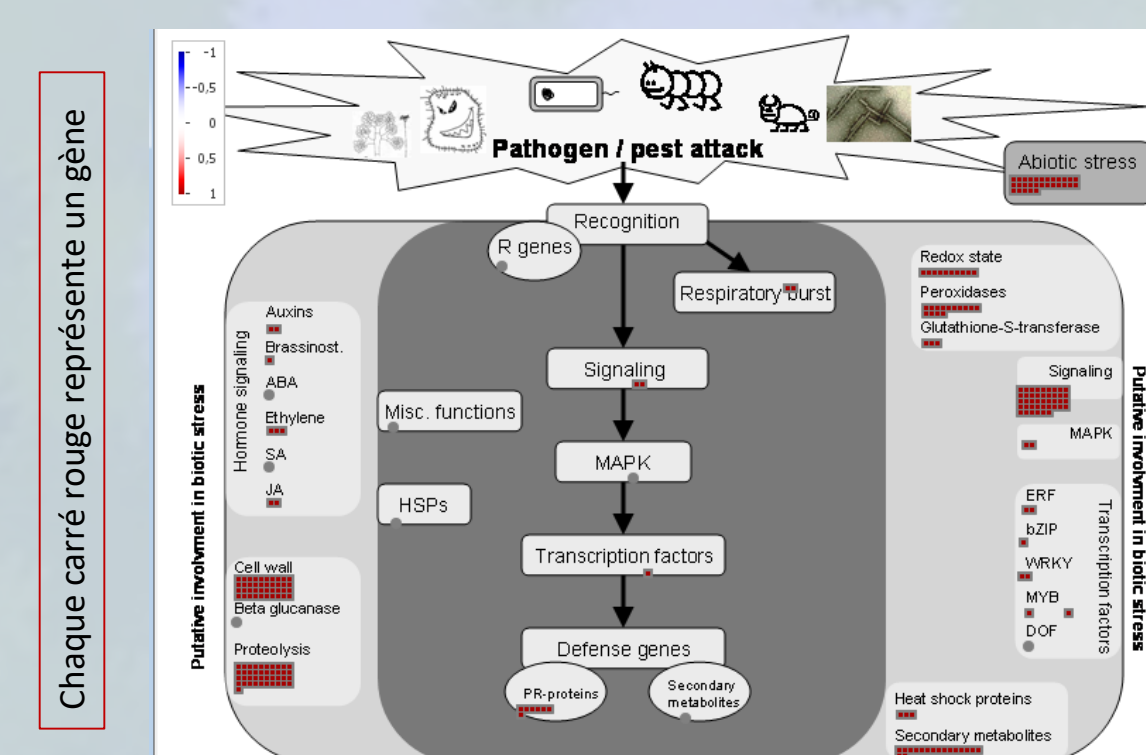 Chaque carré rouge représente un gène
-1
-0,5
0
0,5
1
Pathogen / pest attack
Abiotic stress
Recognition
R genes
Respiratory burst
Redox state
Peroxidases
Glutathione-S-transferase
Hormone signaling
Auxins
Brassinost.
ABA
Ethylene
SA
JA
Signaling
Misc. functions
MAPK
HSPs
Transcription factors
Defense genes
PR-proteins
Secondary
metabolites
Putative involvment in biotic stress
Cell wall
Beta glucanase
Proteolysis
Signaling
MAPK
ERF
bZIP
WRKY
MYB
DOF
Transcription factors
Putative involvment in biotic stress
Heat shock proteins
Secondary metabolites